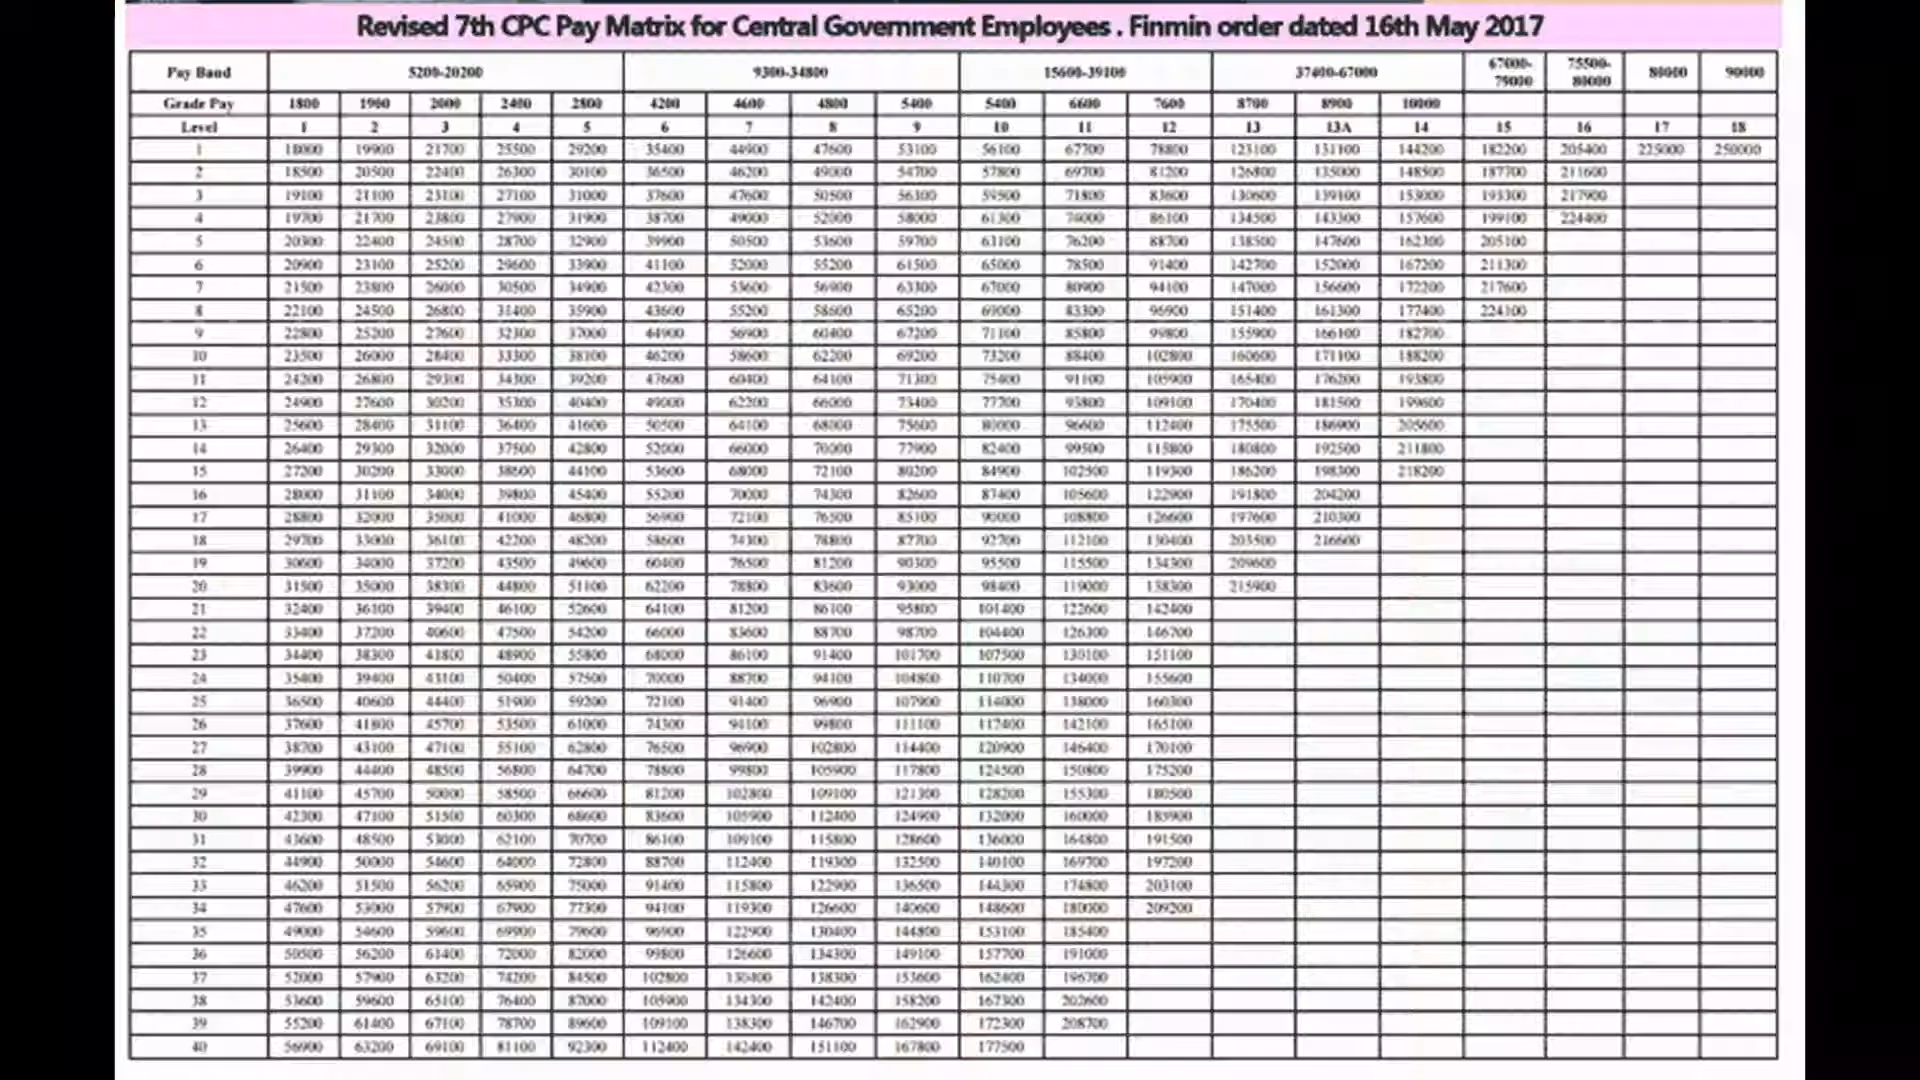 Revised 7th CPC Pay Matrix for Central Government Employees . Finmin order dated 16th May 2017
Pay Band 5200-20200 9300-34800 15600-39100 37400-67000 67000-79000 75500-80000 80000 90000
Grade Pay 1800 1900 2000 2400 2800 4200 4600 4800 5400 5400 6600 7600 8700 8900 10000
Level 1 2 3 4 5 6 7 8 9 10 11 12 13 13A 14 15 16 17 18
1 18000 19900 21700 25500 29200 35400 44900 47600 53100 56100 67700 78800 123100 131100 144200 182200 205400 225000 250000
2 18500 20500 22400 26300 30100 36500 46200 49000 54700 57800 69700 81200 126800 135000 148500 187700 211600
3 19100 21100 23100 27100 31000 37600 47600 50500 56300 59500 71800 83600 130600 139100 153000 193300 217900
4 19700 21700 23800 27900 31900 38700 49000 52000 58000 61300 74000 86100 134500 143300 157600 199100 224400
5 20300 22400 24500 28700 32900 39900 50500 53600 59700 63100 76200 88700 138500 147600 162300 205100
6 20900 23100 25200 29600 33900 41100 52000 55200 61500 65000 78500 91400 142700 152000 167200 211300
7 21500 23800 26000 30500 34900 42300 53600 56900 63300 67000 80900 94100 147000 156600 172200 217600
8 22100 24500 26800 31400 35900 43600 55200 58600 65200 69000 83300 96900 151400 161300 177400 224100
9 22800 25200 27600 32300 37000 44900 56900 60400 67200 71100 85800 99800 155900 166100 182700
10 23500 26000 28400 33300 38100 46200 58600 62200 69200 73200 88400 102800 160600 171100 188200
11 24200 26800 29300 34300 39200 47600 60400 64100 71300 75400 91100 105900 165400 176200 193800
12 24900 27600 30200 35300 40400 49000 62200 66000 73400 77700 93800 109100 170400 181500 199600
13 25600 28400 31100 36400 41600 50500 64100 68000 75600 80000 96600 112400 175500 186900 205600
14 26400 29300 32000 37500 42800 52000 66000 70000 77900 82400 99500 115800 180800 192500 211800
15 27200 30200 33000 38600 44100 53600 68000 72100 80200 84900 102500 119300 186200 198300 218200
16 28000 31100 34000 39800 45400 55200 70000 74300 82600 87400 105600 122900 191800 204200
17 28800 32000 35000 41000 46800 56900 72100 76500 85100 90000 108800 126600 197600 210300
18 29700 33000 36100 42200 48200 58600 74300 78800 87700 92700 112100 130400 203500 216600
19 30600 34000 37200 43500 49600 60400 76500 81200 90300 95500 115500 134300 209600
20 31500 35000 38300 44800 51100 62200 78800 83600 93000 98400 119000 138300 215900
21 32400 36100 39400 46100 52600 64100 81200 86100 95800 101400 122600 142400
22 33400 37200 40600 47500 54200 66000 83600 88700 98700 104400 126300 146700
23 34400 38300 41800 48900 55800 68000 86100 91400 101700 107500 130100 151100
24 35400 39400 43100 50400 57500 70000 88700 94100 104800 110700 134000 155600
25 36500 40600 44400 51900 59200 72100 91400 96900 107900 114000 138000 160300
26 37600 41800 45700 53500 61000 74300 94100 99800 111100 117400 142100 165100
27 38700 43100 47100 55100 62800 76500 96900 102800 114400 120900 146400 170100
28 39900 44400 48500 56800 64700 78800 99800 105900 117800 124500 150800 175200
29 41100 45700 50000 58500 66600 81200 102800 109100 121300 128200 155300 180500
30 42300 47100 51500 60300 68600 83600 105900 112400 124900 132000 160000 185900
31 43600 48500 53000 62100 70700 86100 109100 115800 128600 136000 164800 191500
32 44900 50000 54600 64000 72800 88700 112400 119300 132500 140100 169700 197200
33 46200 51500 56200 65900 75000 91400 115800 122900 136500 144300 174800 203100
34 47600 53000 57900 67900 77300 94100 119300 126600 140600 148600 180000 209200
35 49000 54600 59600 69900 79600 96900 122900 130400 144800 153100 185400
36 50500 56200 61400 72000 82000 99800 126600 134300 149100 157700 191000
37 52000 57900 63200 74200 84500 102800 130400 138300 153600 162400 196700
38 53600 59600 65100 76400 87000 105900 134300 142400 158200 167300 202600
39 55200 61400 67100 78700 89600 109100 138300 146700 162900 172300 208700
40 56900 63200 69100 81100 92300 112400 142400 151100 167800 177500